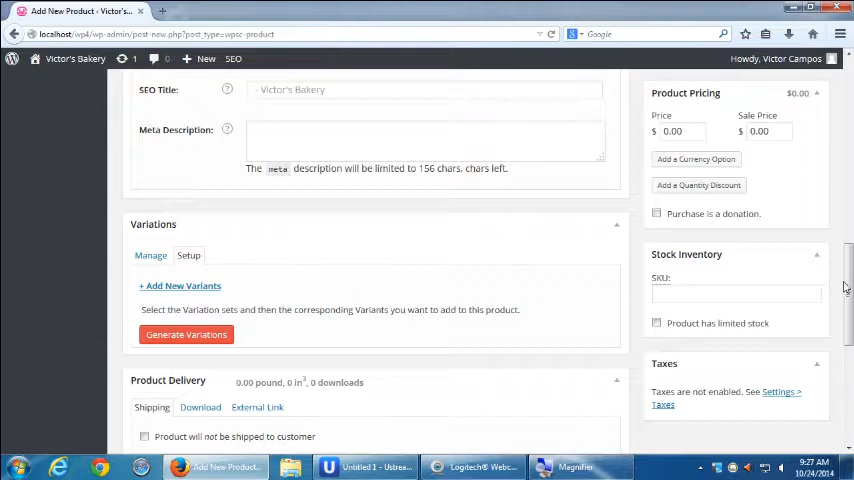 Add New Product ‹ Victor's...
localhost/wp4/wp-admin/post-new.php?post_type=wpsc-product
Google
Victor's Bakery
1
0
New
SEO
Howdy, Victor Campos
SEO Title:
- Victor's Bakery
Meta Description:
The meta description will be limited to 156 chars, chars left.
Variations
Manage
Setup
+ Add New Variants
Select the Variation sets and then the corresponding Variants you want to add to this product.
Generate Variations
Product Delivery
0.00 pound, 0 in³, 0 downloads
Shipping
Download
External Link
Product will not be shipped to customer
Product Pricing
$0.00
Price
Sale Price
$ 0.00
$ 0.00
Add a Currency Option
Add a Quantity Discount
Purchase is a donation.
Stock Inventory
SKU:
Product has limited stock
Taxes
Taxes are not enabled. See Settings >
Taxes
Add New Product...
Untitled 1 - Ustrea...
Logitech® Webc...
Magnifier
9:27 AM
10/24/2014